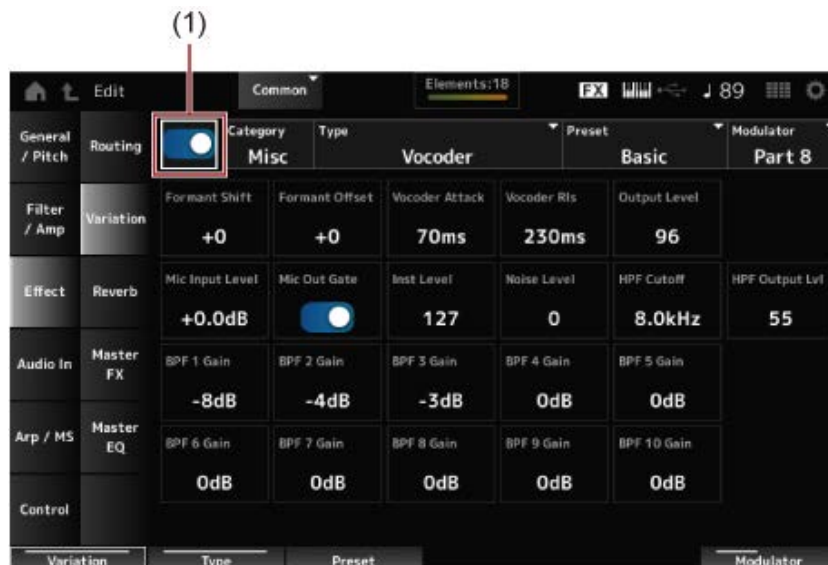 (1)
Edit Common Elements:18 FX ♩ 89
General / Pitch Routing Category Misc Type Vocoder Preset Basic Modulator Part 8
Filter / Amp Variation
Formant Shift Formant Offset Vocoder Attack Vocoder Rls Output Level
+0 +0 70ms 230ms 96
Effect Reverb
Mic Input Level Mic Out Gate Inst Level Noise Level HPF Cutoff HPF Output Lvl
+0.0dB 127 0 8.0kHz 55
Audio In Master FX
BPF 1 Gain BPF 2 Gain BPF 3 Gain BPF 4 Gain BPF 5 Gain
-8dB -4dB -3dB 0dB 0dB
Arp / MS Master EQ
BPF 6 Gain BPF 7 Gain BPF 8 Gain BPF 9 Gain BPF 10 Gain
0dB 0dB 0dB 0dB 0dB
Control
Variation Type Preset Modulator